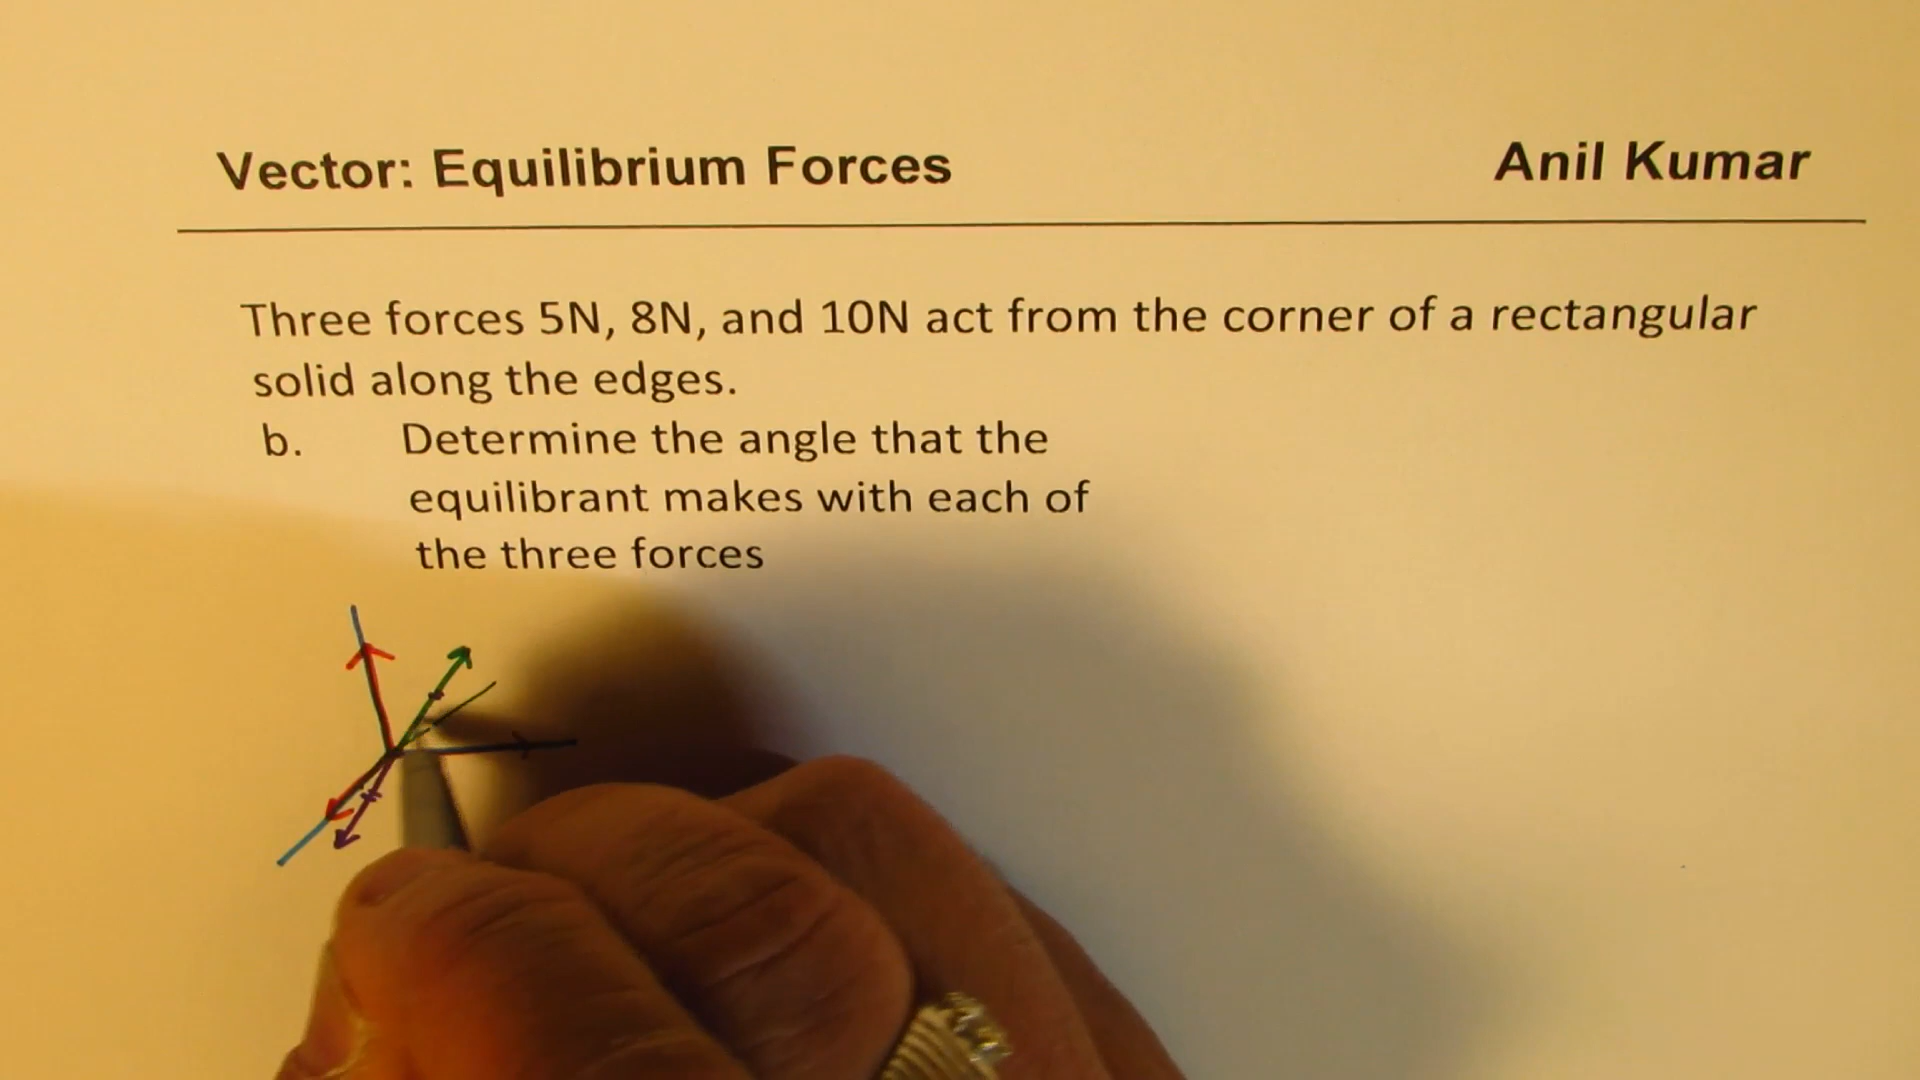 Vector: Equilibrium Forces
Anil Kumar
Three forces 5N, 8N, and 10N act from the corner of a rectangular
solid along the edges.
b. Determine the angle that the
equilibrant makes with each of
the three forces